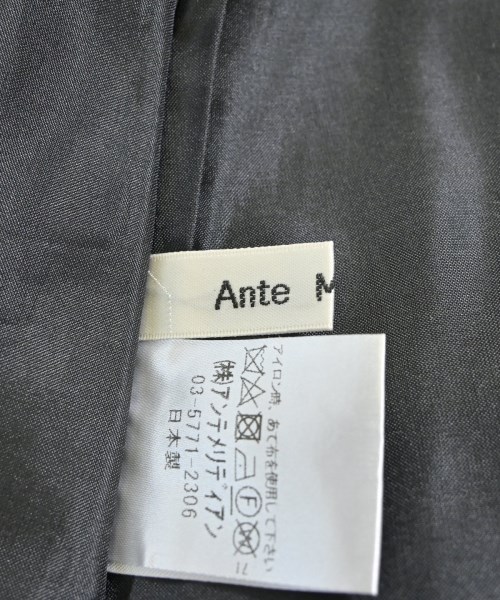 Ante M
アイロン時、あて布を使用して下さい
(株)アンテメリディアン
03-5771-2306
日本製